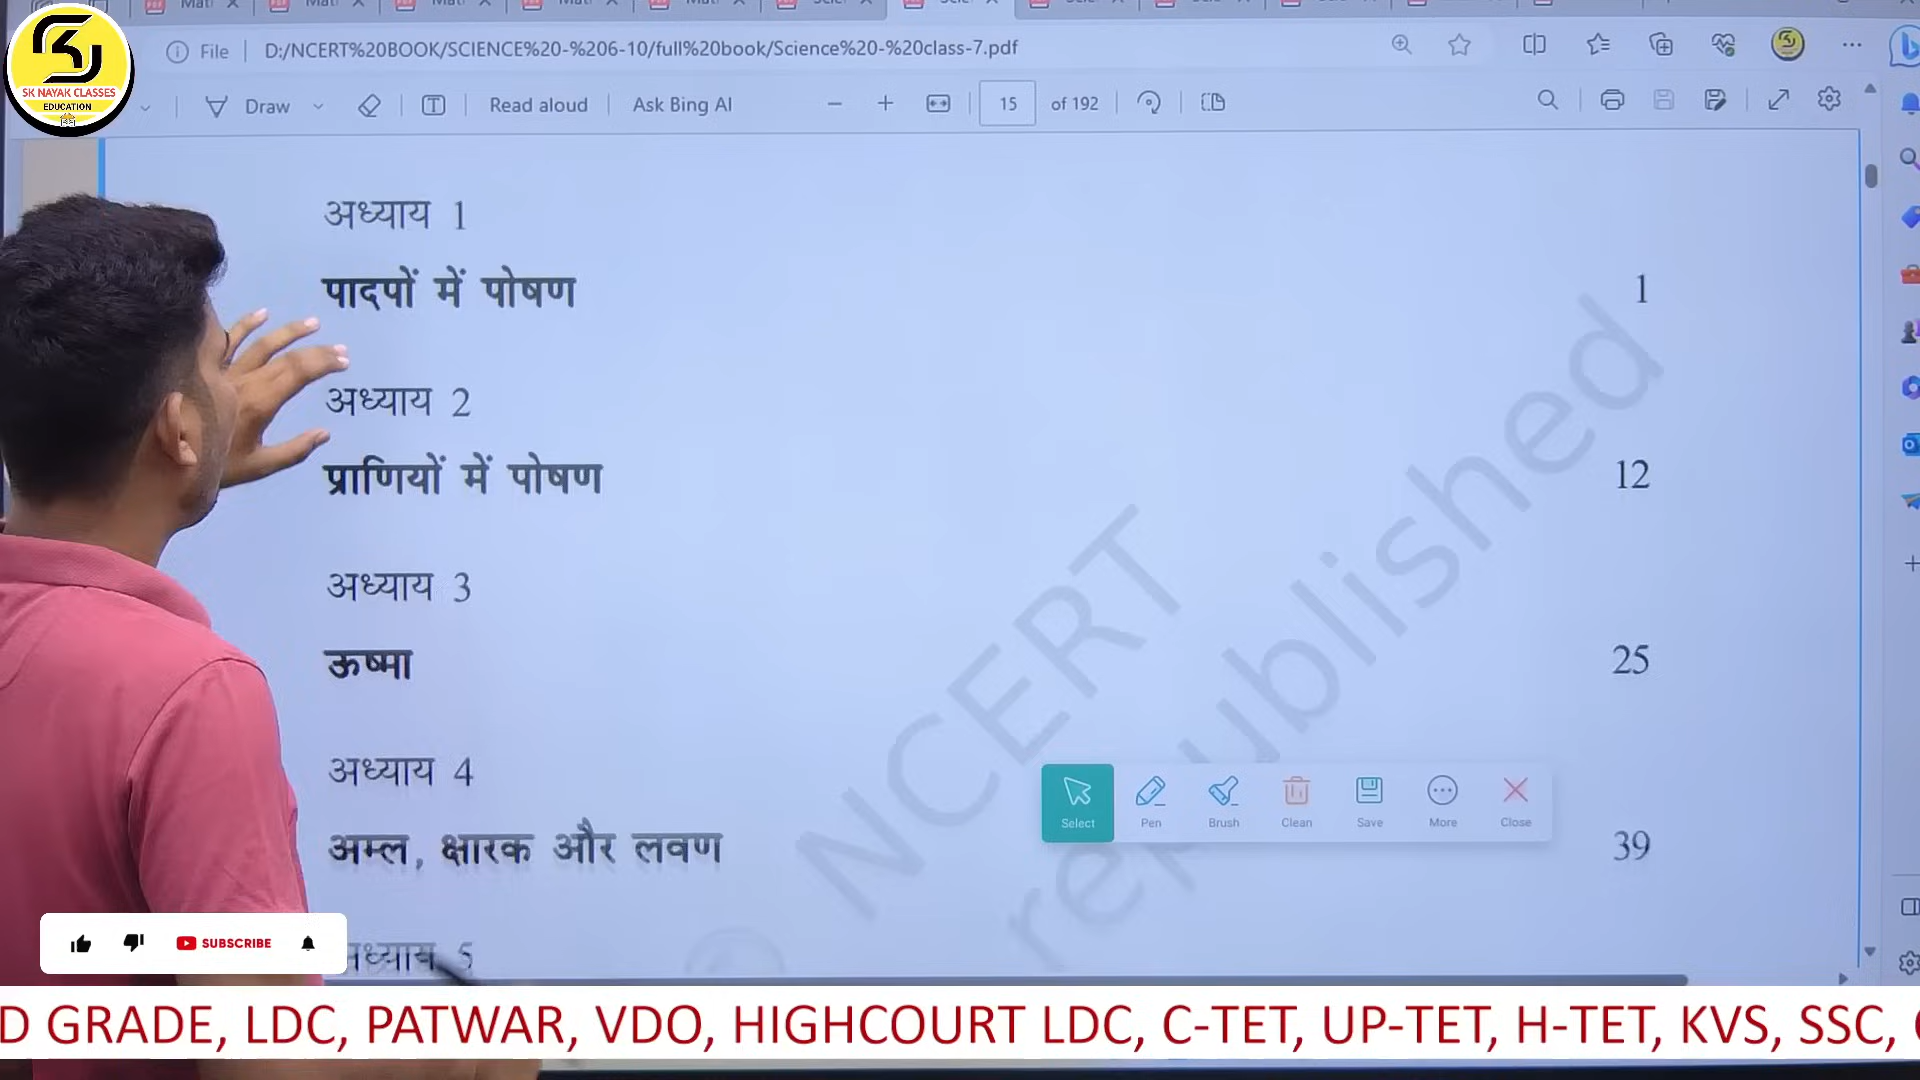 SK NAYAK CLASSES
EDUCATION
File
D:/NCERT%20BOOK/SCIENCE%20-%206-10/full%20book/Science%20-%20class-7.pdf
Draw
Read aloud
Ask Bing AI
15
of 192
अध्याय 1
पादपों में पोषण 1
अध्याय 2
प्राणियों में पोषण 12
अध्याय 3
ऊष्मा 25
अध्याय 4
अम्ल, क्षारक और लवण 39
5
© NCERT
republished
Select
Pen
Brush
Clean
Save
More
Close
SUBSCRIBE
D GRADE, LDC, PATWAR, VDO, HIGHCOURT LDC, C-TET, UP-TET, H-TET, KVS, SSC,